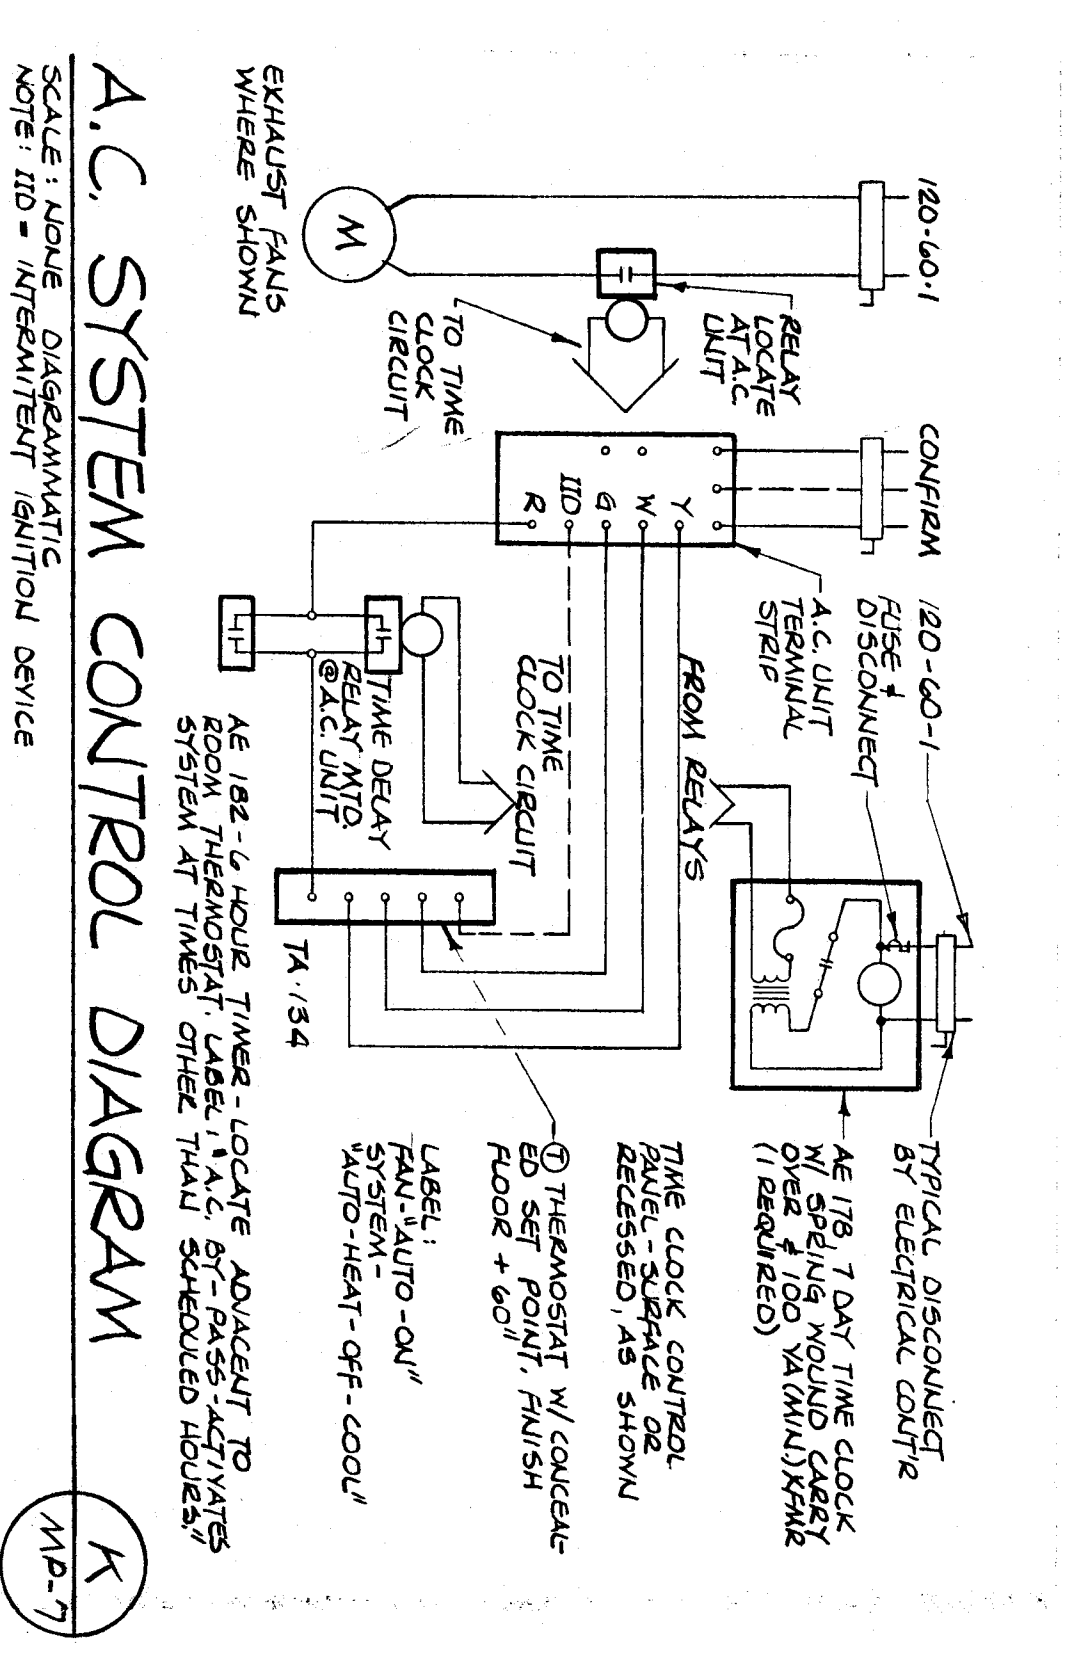 120-60-1
CONFIRM
120-60-1
FUSE &
DISCONNECT
TYPICAL DISCONNECT
BY ELECTRICAL CONT'R
RELAY
LOCATE
AT A.C.
UNIT
A.C. UNIT
TERMINAL
STRIP
AE 178, 7 DAY TIME CLOCK
W/ SPRING WOUND CARRY
OVER & 100 VA (MIN.) XFMR
(1 REQUIRED)
FROM RELAYS
TIME CLOCK CONTROL
PANEL-SURFACE OR
RECESSED, AS SHOWN
Y
W
G
IID
R
TO TIME
CLOCK
CIRCUIT
TO TIME
CLOCK CIRCUIT
T THERMOSTAT W/ CONCEAL-
ED SET POINT. FINISH
FLOOR + 60"
M
TIME DELAY
RELAY MTD.
@ A.C. UNIT
LABEL:
FAN-"AUTO-ON"
SYSTEM-
"AUTO-HEAT-OFF-COOL"
TA-134
EXHAUST FANS
WHERE SHOWN
AE 182-6 HOUR TIMER-LOCATE ADVACENT TO
ROOM THERMOSTAT. LABEL: "A.C. BY-PASS-ACTIVATES
SYSTEM AT TIMES OTHER THAN SCHEDULED HOURS."
A.C. SYSTEM CONTROL DIAGRAM
K
MP-7
SCALE: NONE DIAGRAMMATIC
NOTE: IID = INTERMITENT IGNITION DEVICE